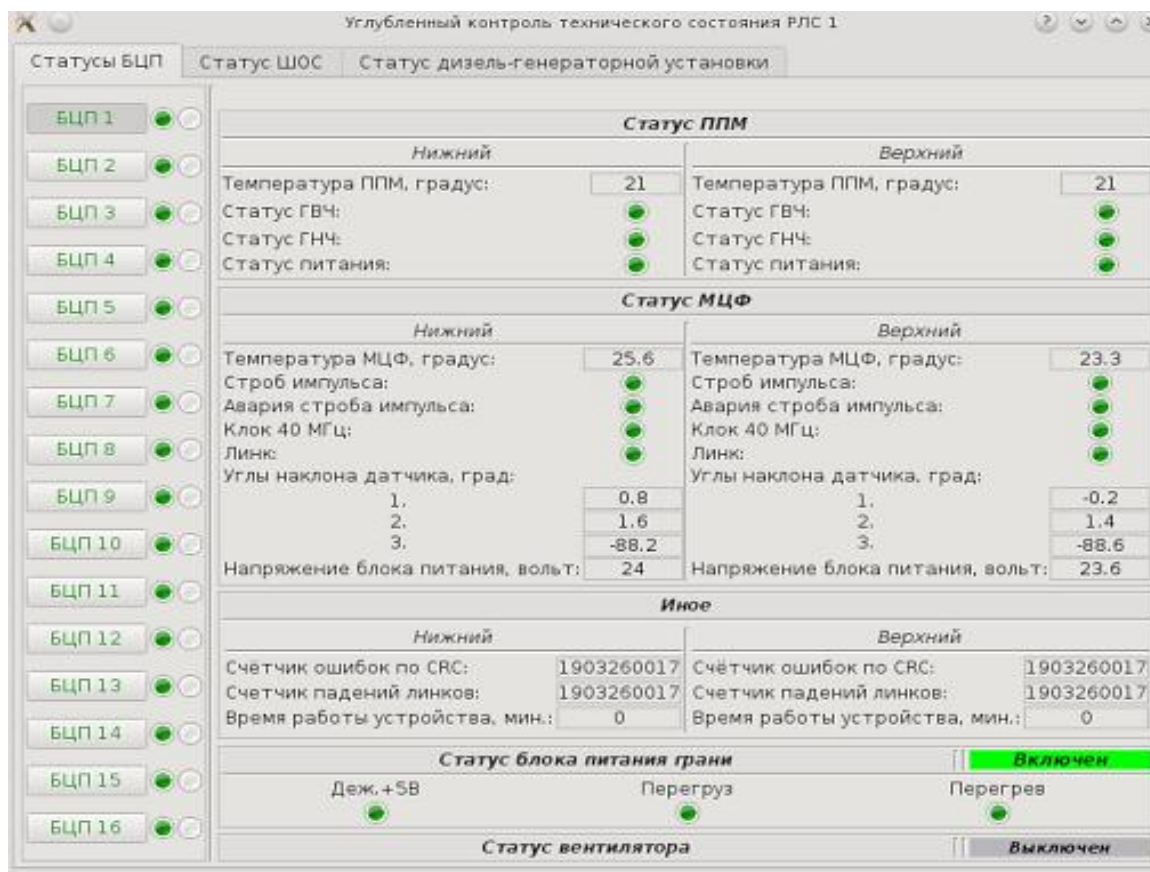 Углубленный контроль технического состояния РЛС 1
Статусы БЦП Статус ШОС Статус дизель-генераторной установки
БЦП 1
БЦП 2
БЦП 3
БЦП 4
БЦП 5
БЦП 6
БЦП 7
БЦП 8
БЦП 9
БЦП 10
БЦП 11
БЦП 12
БЦП 13
БЦП 14
БЦП 15
БЦП 16
Статус ППМ
Нижний Верхний
Температура ППМ, градус: 21 Температура ППМ, градус: 21
Статус ГВЧ: Статус ГВЧ:
Статус ГНЧ: Статус ГНЧ:
Статус питания: Статус питания:
Статус МЦФ
Нижний Верхний
Температура МЦФ, градус: 25.6 Температура МЦФ, градус: 23.3
Строб импульса: Строб импульса:
Авария строба импульса: Авария строба импульса:
Клок 40 МГц: Клок 40 МГц:
Линк: Линк:
Углы наклона датчика, град: Углы наклона датчика, град:
1. 0.8 1. -0.2
2. 1.6 2. 1.4
3. -88.2 3. -88.6
Напряжение блока питания, вольт: 24 Напряжение блока питания, вольт: 23.6
Иное
Нижний Верхний
Счётчик ошибок по CRC: 1903260017 Счётчик ошибок по CRC: 1903260017
Счетчик падений линков: 1903260017 Счетчик падений линков: 1903260017
Время работы устройства, мин.: 0 Время работы устройства, мин.: 0
Статус блока питания грани Включен
Деж.+5В Перегруз Перегрев
Статус вентилятора Выключен